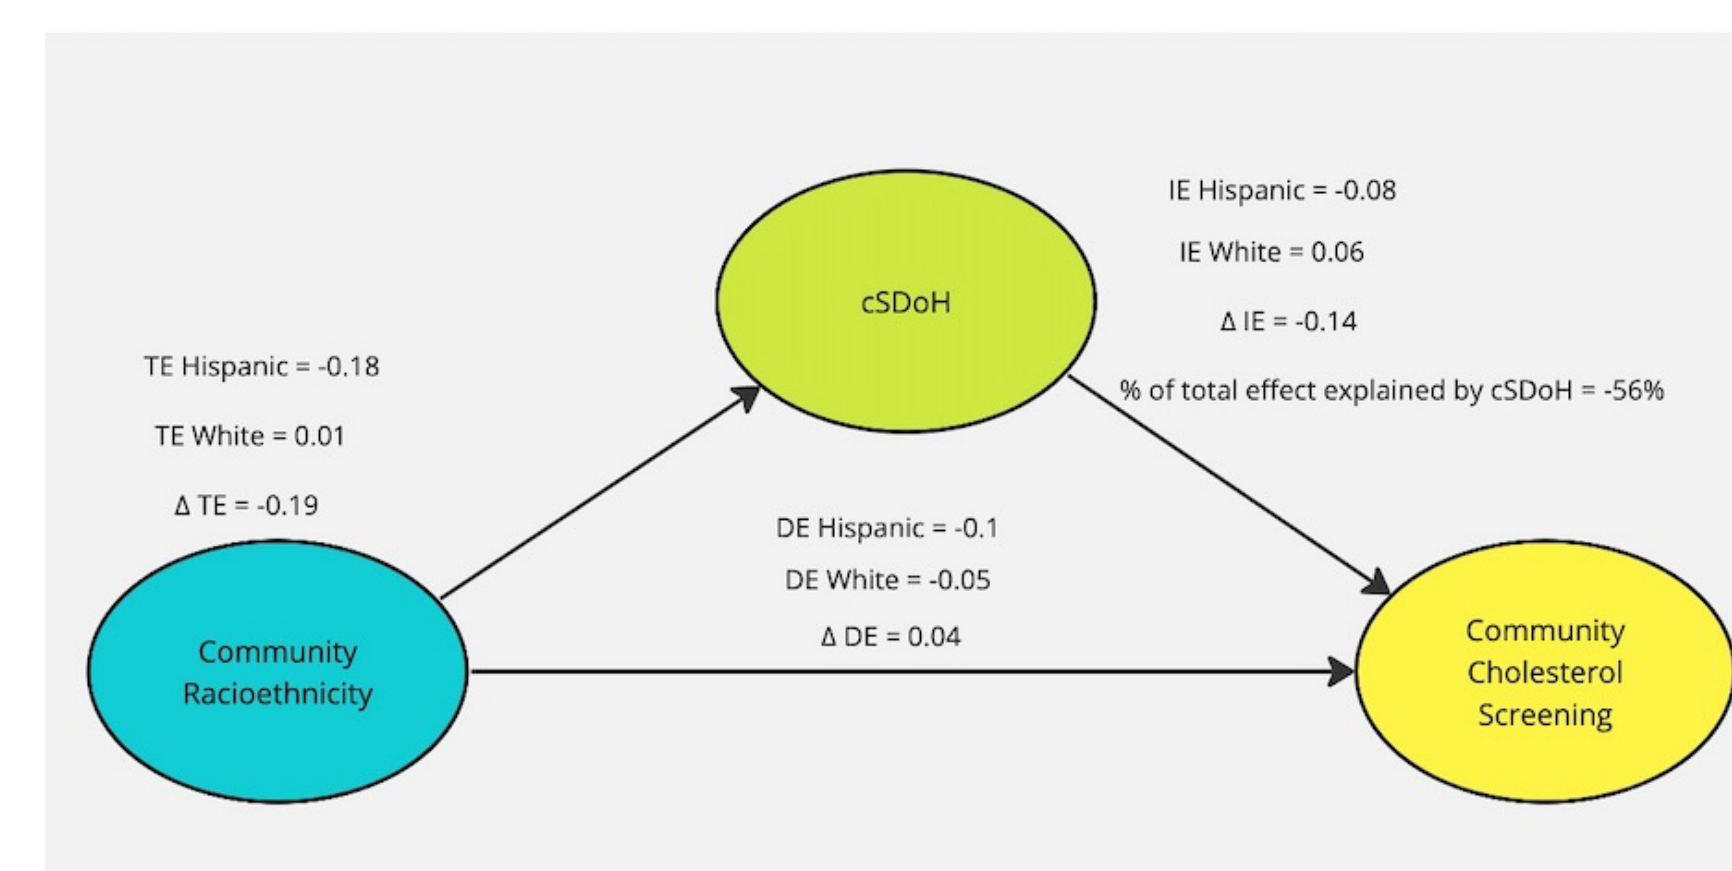 IE Hispanic = -0.08
IE White = 0.06
Δ IE = -0.14
% of total effect explained by cSDoH = -56%
cSDoH
TE Hispanic = -0.18
TE White = 0.01
Δ TE = -0.19
DE Hispanic = -0.1
DE White = -0.05
Δ DE = 0.04
Community
Racioethnicity
Community
Cholesterol
Screening